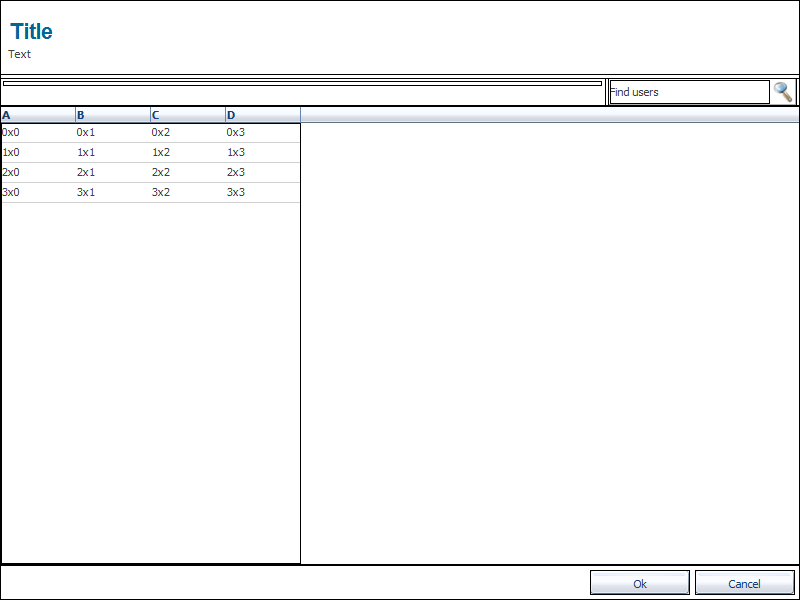 Title
Text
Find users
A B C D
0x0 0x1 0x2 0x3
1x0 1x1 1x2 1x3
2x0 2x1 2x2 2x3
3x0 3x1 3x2 3x3
Ok Cancel